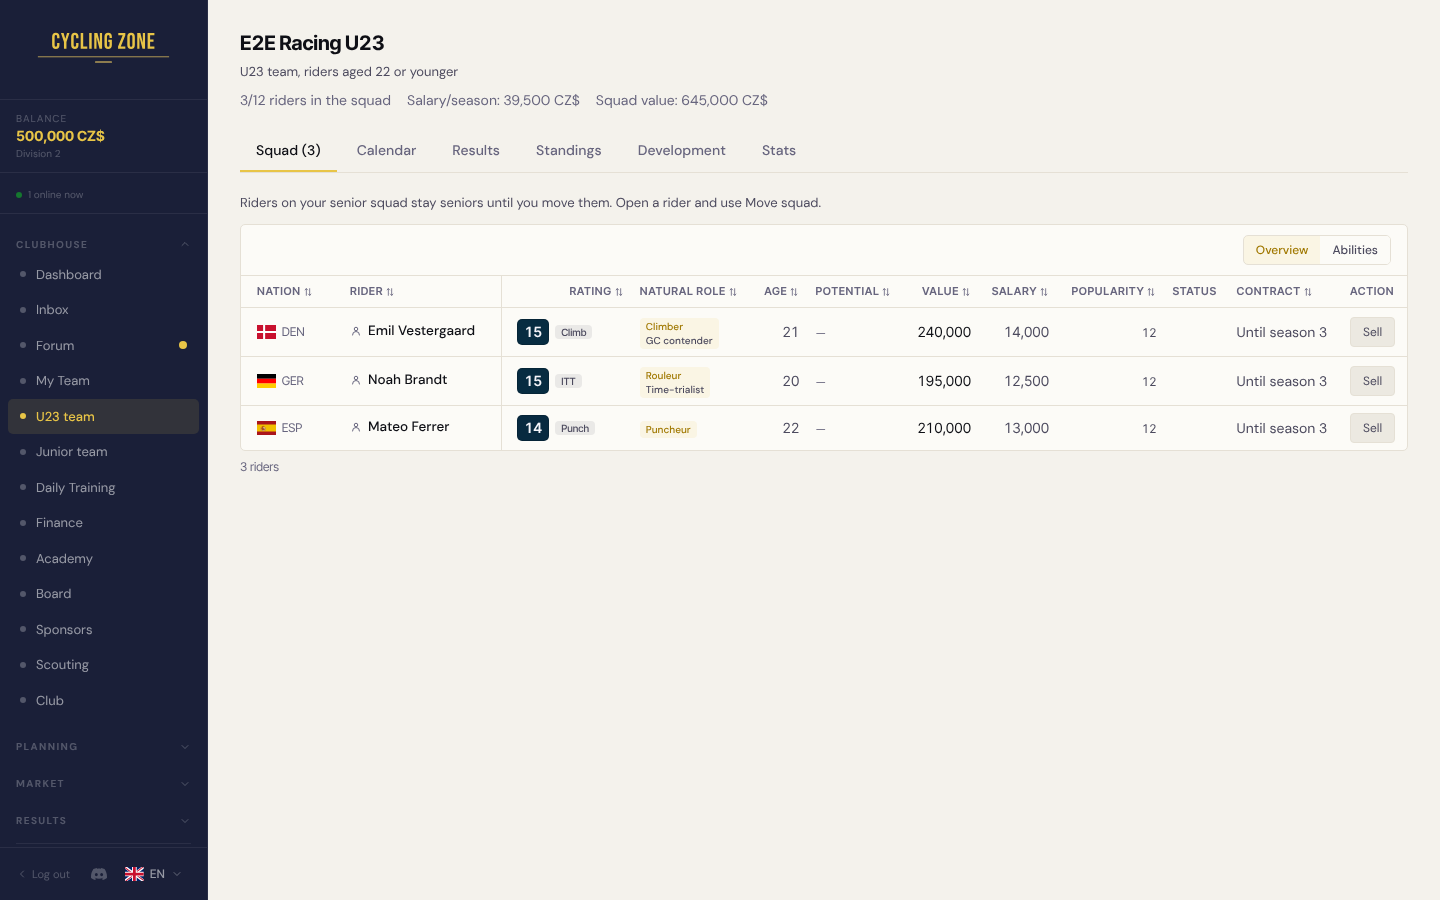 CYCLING ZONE
BALANCE
500,000 CZ$
Division 2
1 online now
CLUBHOUSE
Dashboard
Inbox
Forum
My Team
U23 team
Junior team
Daily Training
Finance
Academy
Board
Sponsors
Scouting
Club
PLANNING
MARKET
RESULTS
Log out EN
E2E Racing U23
U23 team, riders aged 22 or younger
3/12 riders in the squad Salary/season: 39,500 CZ$ Squad value: 645,000 CZ$
Squad (3) Calendar Results Standings Development Stats
Riders on your senior squad stay seniors until you move them. Open a rider and use Move squad.
Overview Abilities
NATION RIDER RATING NATURAL ROLE AGE POTENTIAL VALUE SALARY POPULARITY STATUS CONTRACT ACTION
DEN Emil Vestergaard 15 Climb Climber GC contender 21 — 240,000 14,000 12 Until season 3 Sell
GER Noah Brandt 15 ITT Rouleur Time-trialist 20 — 195,000 12,500 12 Until season 3 Sell
ESP Mateo Ferrer 14 Punch Puncheur 22 — 210,000 13,000 12 Until season 3 Sell
3 riders